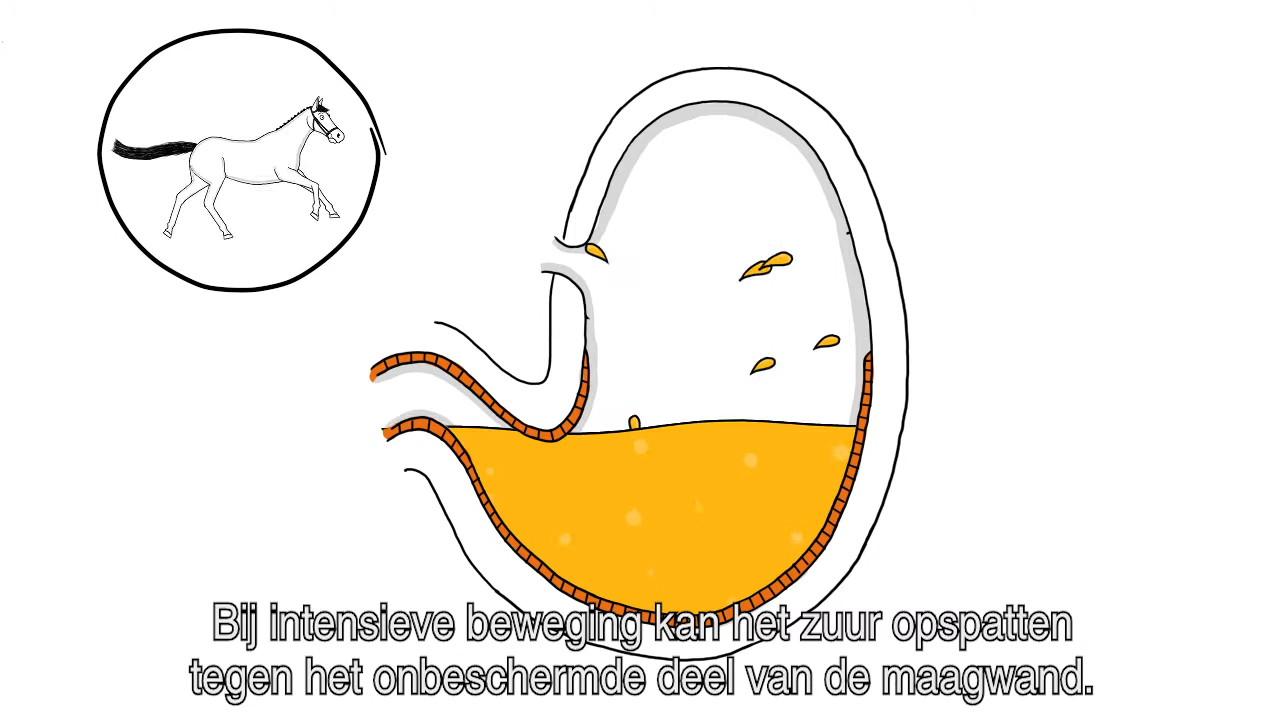 Bij intensieve beweging kan het zuur opspatten
tegen het onbeschermde deel van de maagwand.